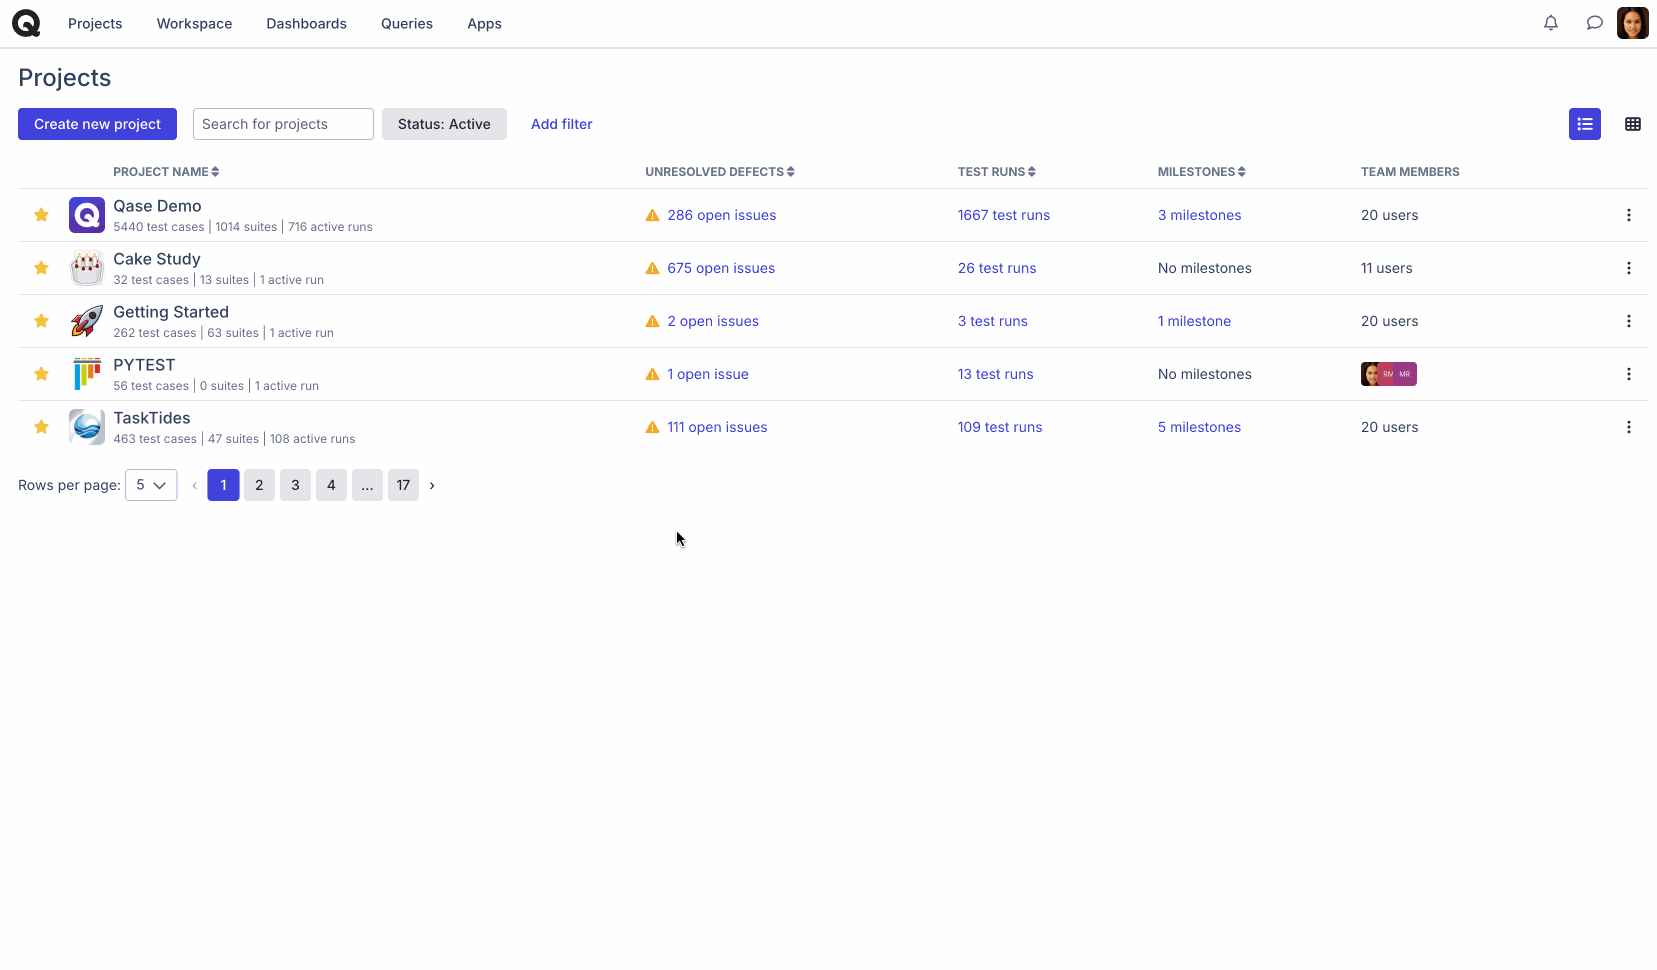 Projects Workspace Dashboards Queries Apps
Projects
Create new project Search for projects Status: Active Add filter
PROJECT NAME UNRESOLVED DEFECTS TEST RUNS MILESTONES TEAM MEMBERS
Qase Demo
5440 test cases | 1014 suites | 716 active runs
286 open issues 1667 test runs 3 milestones 20 users
Cake Study
32 test cases | 13 suites | 1 active run
675 open issues 26 test runs No milestones 11 users
Getting Started
262 test cases | 63 suites | 1 active run
2 open issues 3 test runs 1 milestone 20 users
PYTEST
56 test cases | 0 suites | 1 active run
1 open issue 13 test runs No milestones RM MR
TaskTides
463 test cases | 47 suites | 108 active runs
111 open issues 109 test runs 5 milestones 20 users
Rows per page: 5 ‹ 1 2 3 4 ... 17 ›